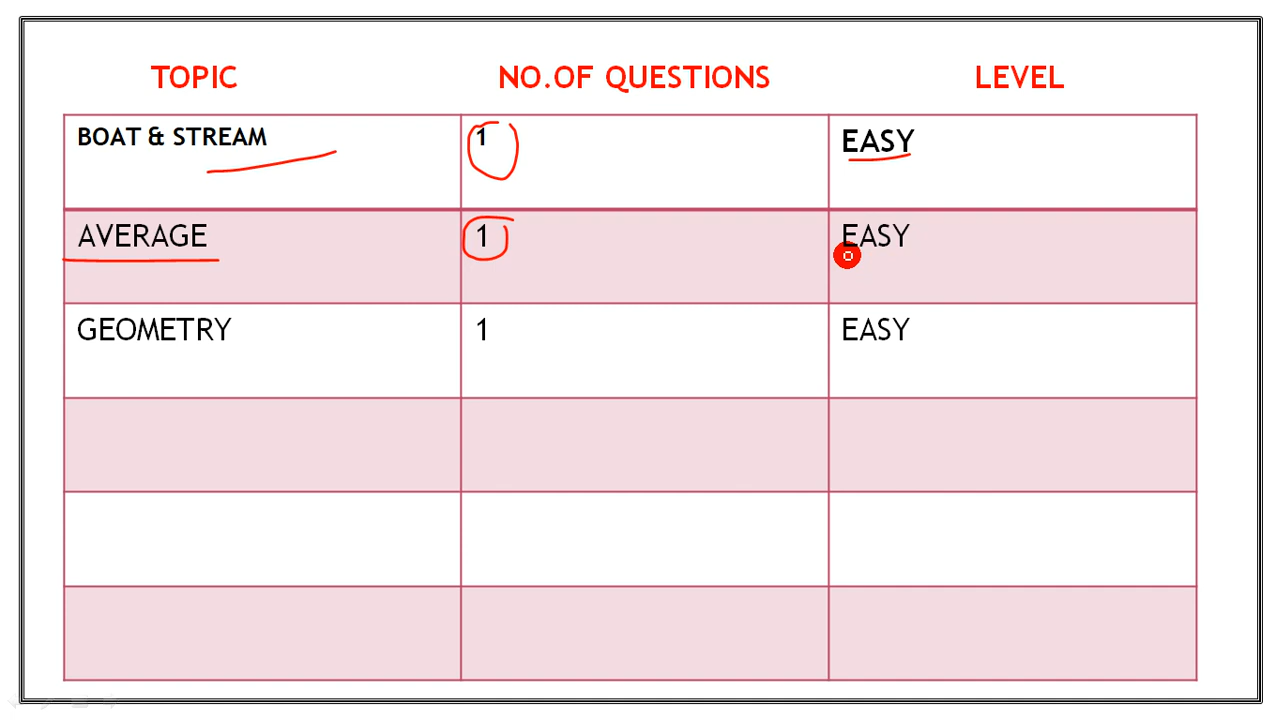 TOPIC NO.OF QUESTIONS LEVEL
BOAT & STREAM 1 EASY
AVERAGE 1 EASY
GEOMETRY 1 EASY